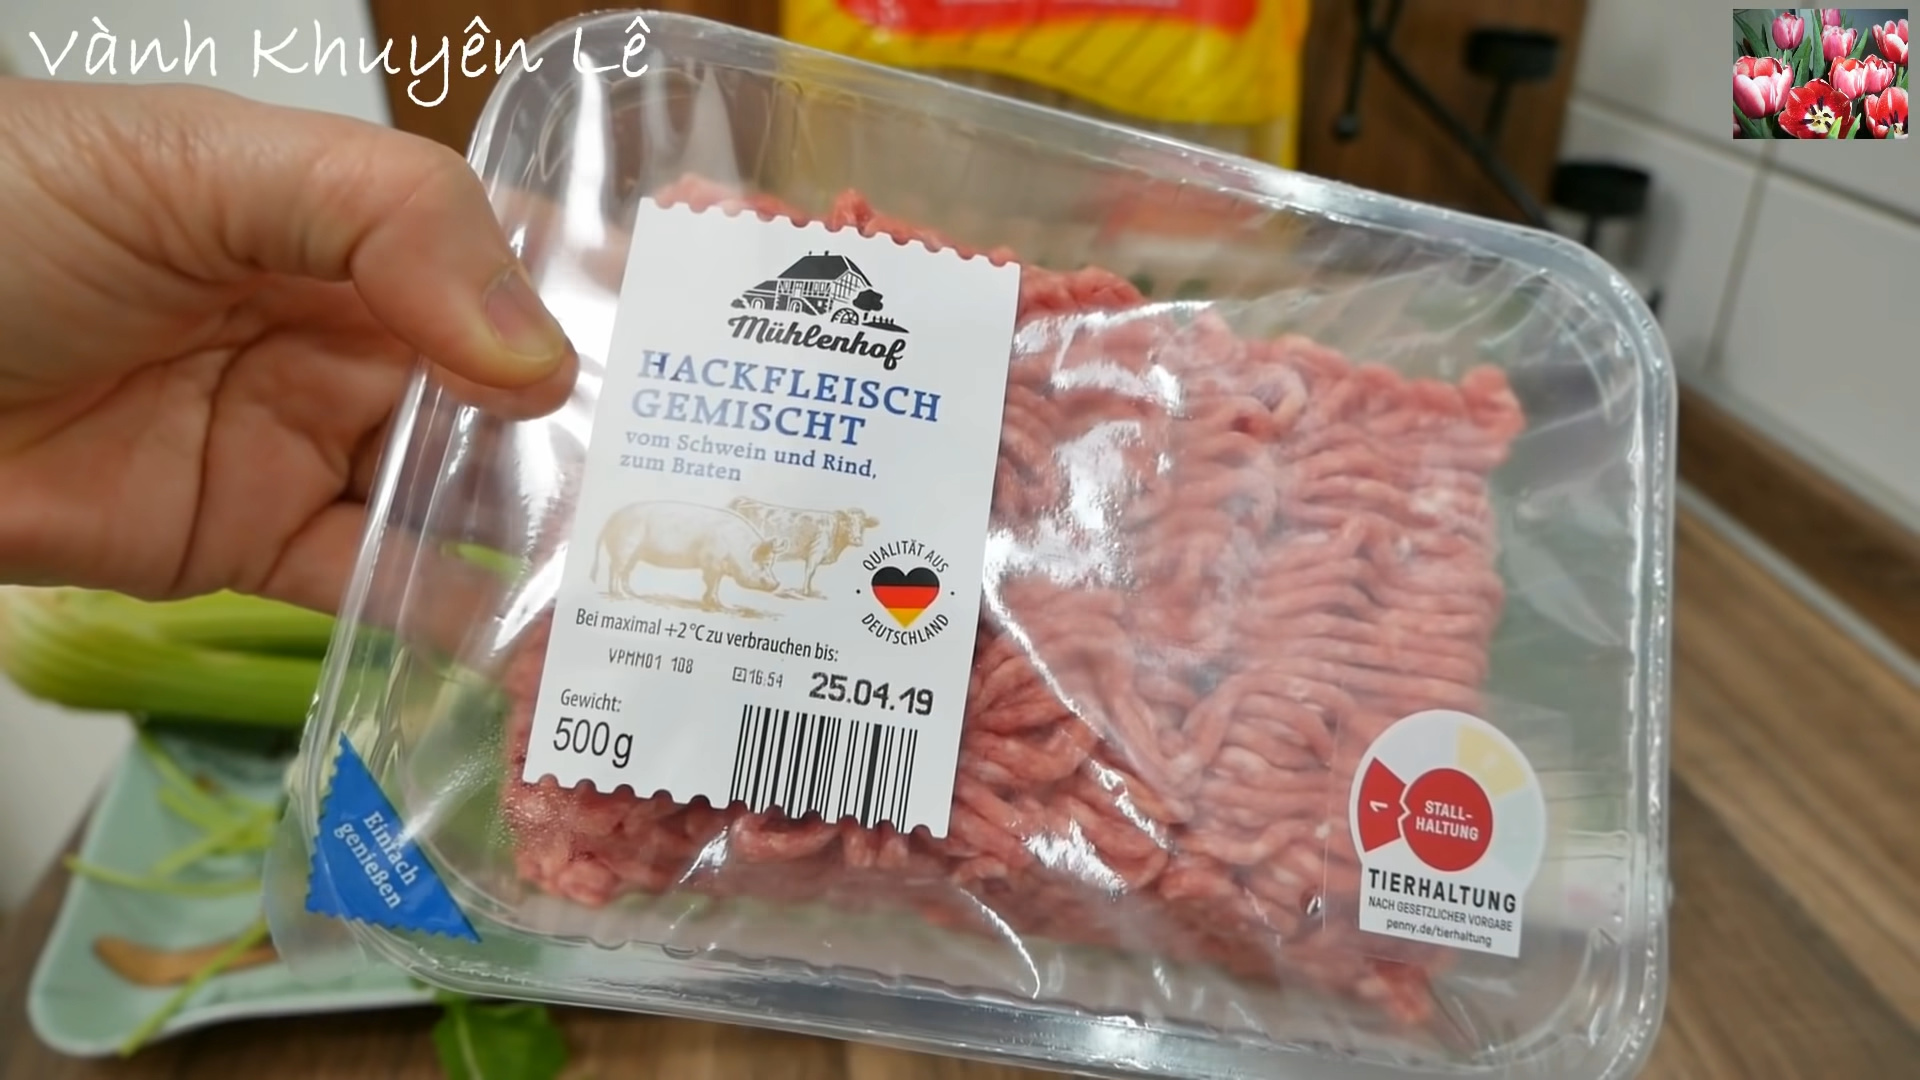 Vành Khuyên Lê
Mühlenhof
HACKFLEISCH
GEMISCHT
vom Schwein und Rind,
zum Braten
QUALITÄT AUS
DEUTSCHLAND
Bei maximal +2°C zu verbrauchen bis:
VPMM01 108
16:54
25.04.19
Gewicht:
500g
Einfach
genießen
1
STALL-
HALTUNG
TIERHALTUNG
NACH GESETZLICHER VORGABE
penny.de/tierhaltung